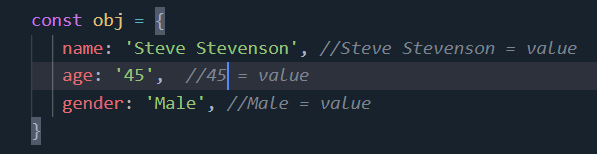 const obj = {
name: 'Steve Stevenson', //Steve Stevenson = value
age: '45',  //45 = value
gender: 'Male', //Male = value
}